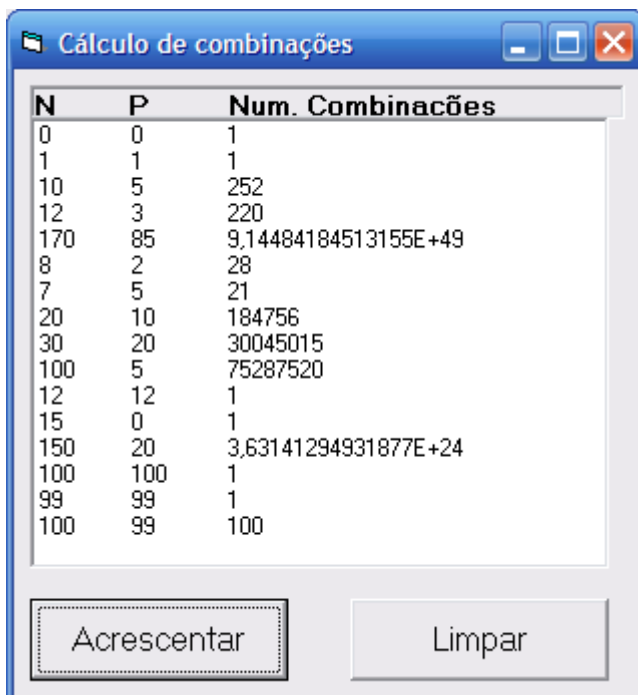 Cálculo de combinações
N P Num. Combinacões
0 0 1
1 1 1
10 5 252
12 3 220
170 85 9,14484184513155E+49
8 2 28
7 5 21
20 10 184756
30 20 30045015
100 5 75287520
12 12 1
15 0 1
150 20 3,63141294931877E+24
100 100 1
99 99 1
100 99 100
Acrescentar Limpar